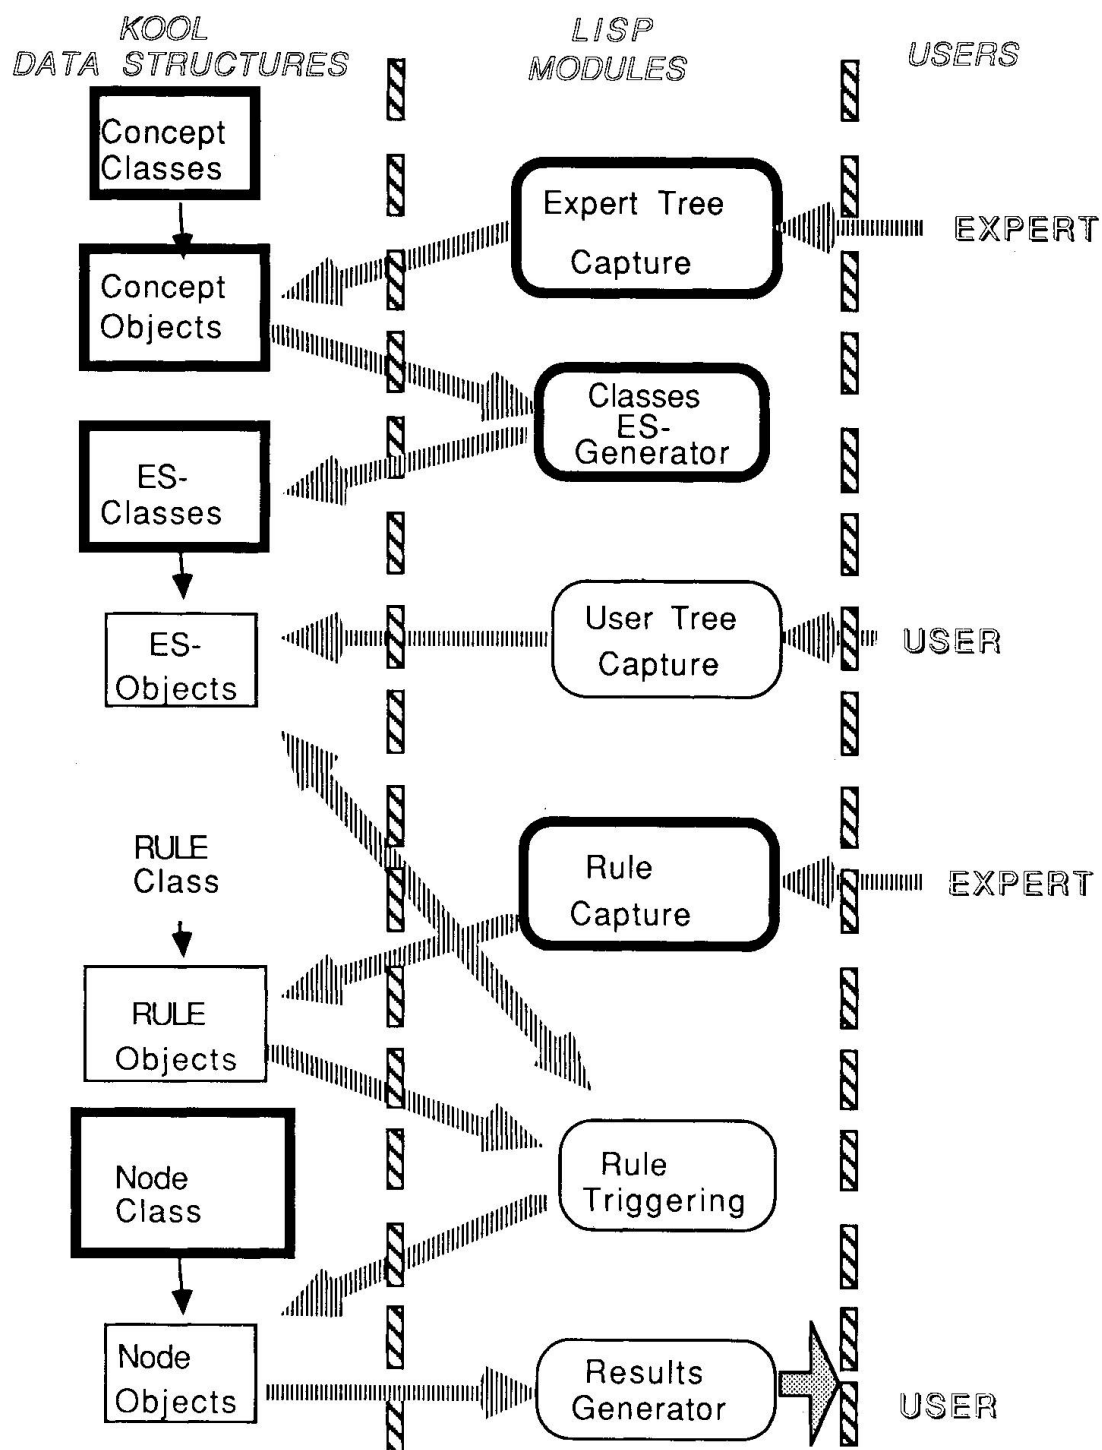 KOOL
DATA STRUCTURES
LISP
MODULES
USERS
Concept
Classes
Expert Tree
Capture
EXPERT
Concept
Objects
Classes
ES-
Generator
ES-
Classes
User Tree
Capture
USER
ES-
Objects
RULE
Class
Rule
Capture
EXPERT
RULE
Objects
Rule
Triggering
Node
Class
Node
Objects
Results
Generator
USER